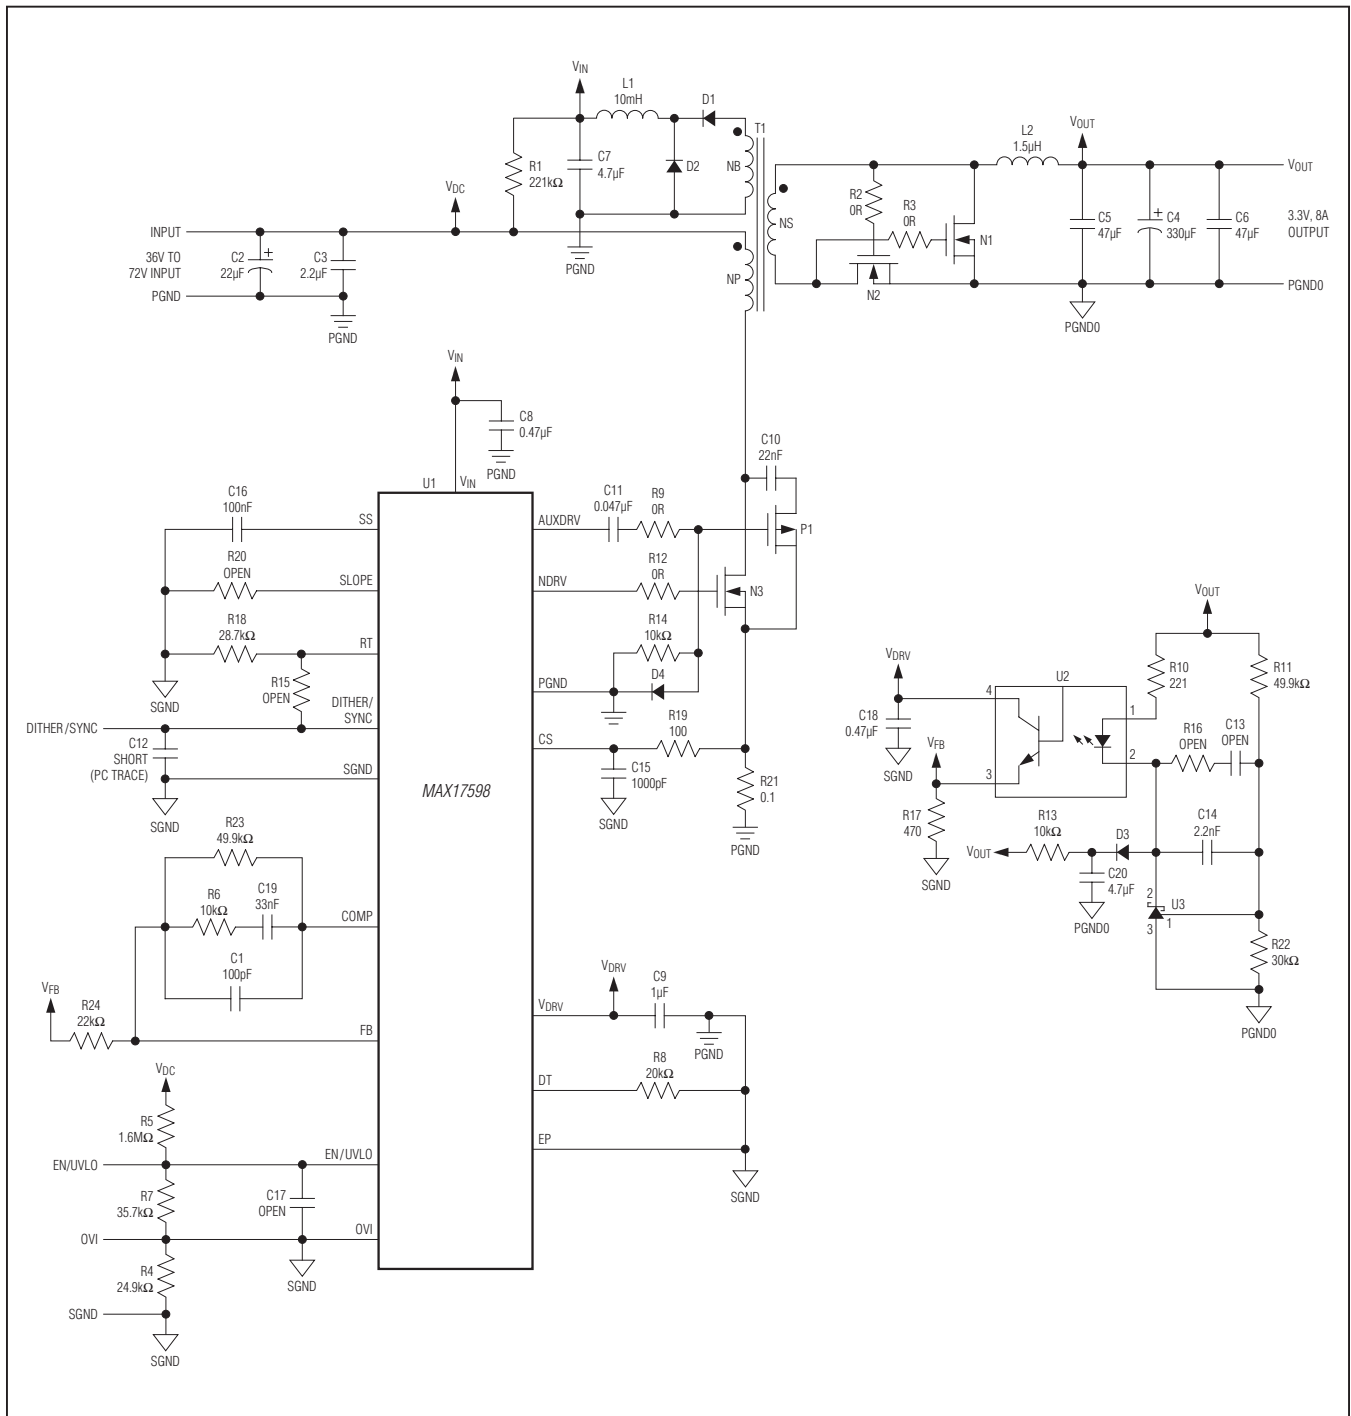 VIN
L1
10mH
D1
T1
R1
221kΩ
C7
4.7µF
D2
NB
VDC
INPUT
36V TO
72V INPUT
PGND
C2
22µF
+
C3
2.2µF
PGND
PGND
NP
NS
R2
0R
R3
0R
N1
N2
L2
1.5µH
VOUT
VOUT
C5
47µF
+
C4
330µF
C6
47µF
3.3V, 8A
OUTPUT
PGND0
PGND0
VIN
C8
0.47µF
PGND
U1
VIN
C10
22nF
C16
100nF
SS
AUXDRV
C11
0.047µF
R9
0R
P1
R20
OPEN
SLOPE
NDRV
R12
0R
N3
R18
28.7kΩ
RT
R14
10kΩ
R15
OPEN
SGND
PGND
D4
DITHER/SYNC
DITHER/
SYNC
C12
SHORT
(PC TRACE)
CS
R19
100
SGND
C15
1000pF
R21
0.1
SGND
SGND
PGND
MAX17598
R23
49.9kΩ
R6
10kΩ
C19
33nF
COMP
C1
100pF
VFB
R24
22kΩ
FB
VDRV
VDRV
C9
1µF
PGND
DT
R8
20kΩ
EP
SGND
VDC
R5
1.6MΩ
EN/UVLO
EN/UVLO
R7
35.7kΩ
C17
OPEN
OVI
OVI
SGND
R4
24.9kΩ
SGND
SGND
VOUT
VDRV
4
U2
R10
221
R11
49.9kΩ
1
C18
0.47µF
SGND
VFB
3
2
R16
OPEN
C13
OPEN
R17
470
SGND
R13
10kΩ
D3
C14
2.2nF
VOUT
C20
4.7µF
PGND0
2
U3
3
1
R22
30kΩ
PGND0